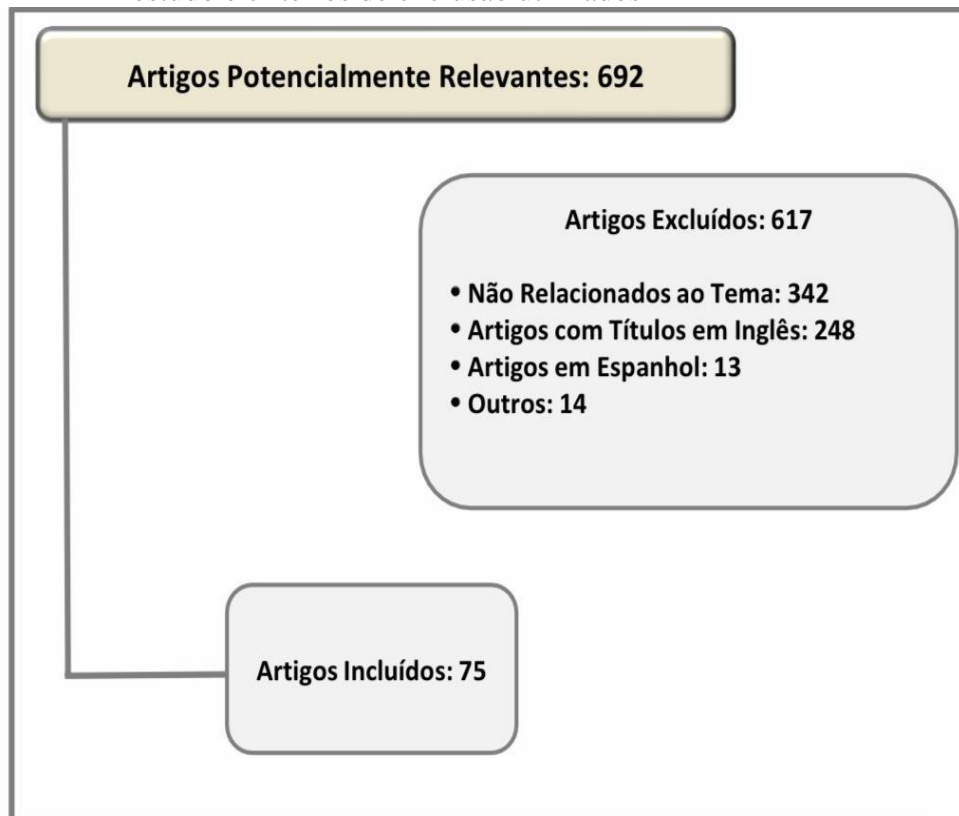 Artigos Potencialmente Relevantes: 692
Artigos Excluídos: 617
• Não Relacionados ao Tema: 342
• Artigos com Títulos em Inglês: 248
• Artigos em Espanhol: 13
• Outros: 14
Artigos Incluídos: 75